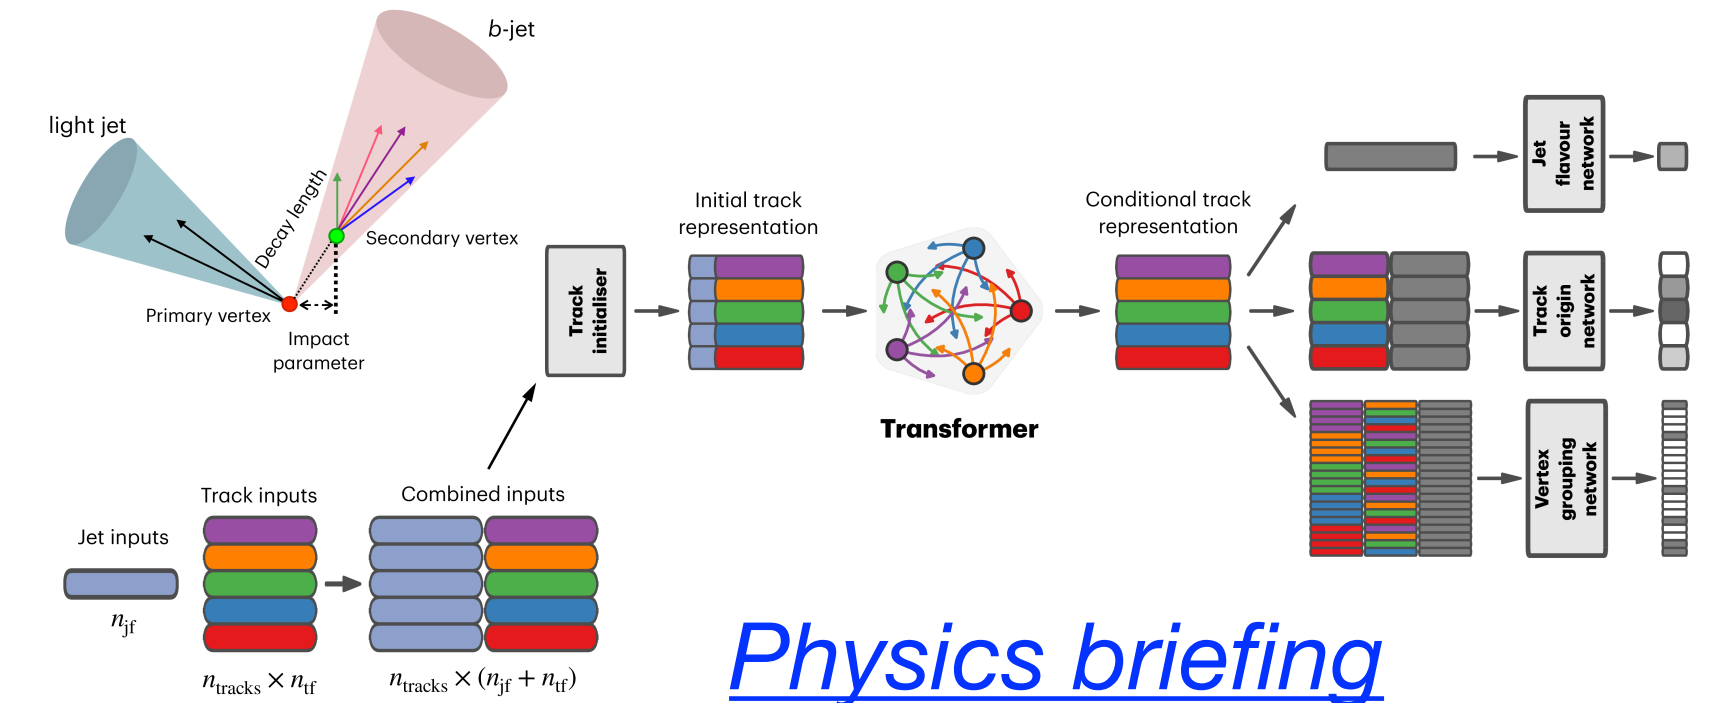 b-jet
light jet
Decay length
Secondary vertex
Primary vertex
Impact
parameter
Jet inputs
n_jf
Track inputs
n_tracks × n_tf
Combined inputs
n_tracks × (n_jf + n_tf)
Track
initialiser
Initial track
representation
Transformer
Conditional track
representation
Jet
flavour
network
Track
origin
network
Vertex
grouping
network
Physics briefing